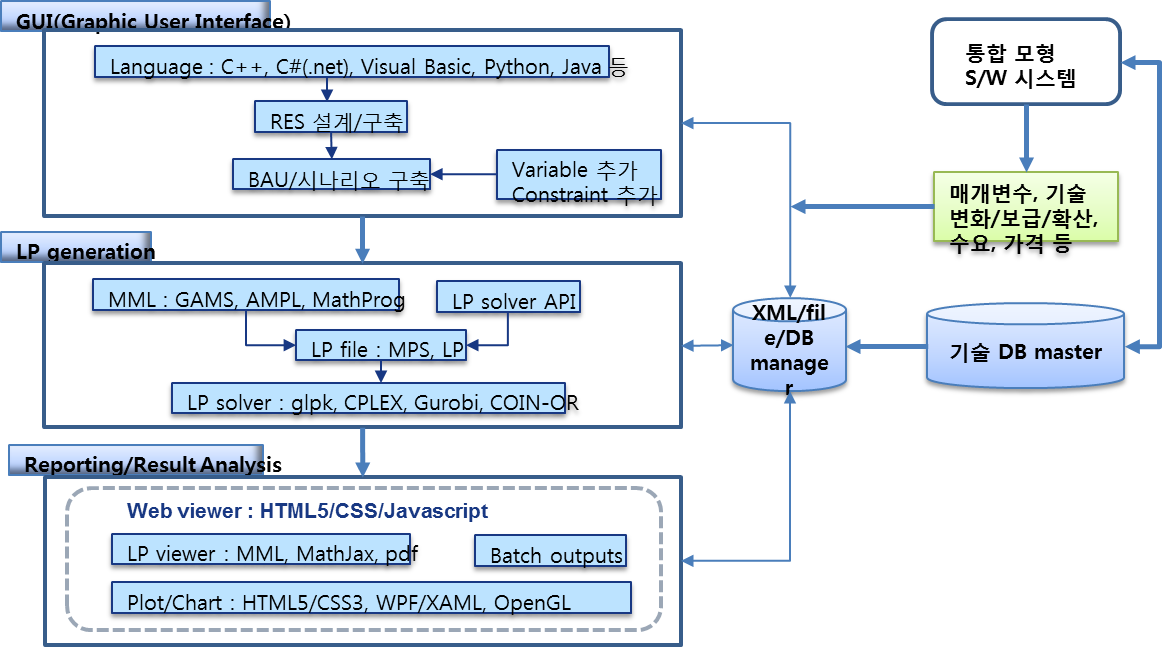 GUI(Graphic User Interface)
Language : C++, C#(.net), Visual Basic, Python, Java 등
RES 설계/구축
BAU/시나리오 구축
Variable 추가
Constraint 추가
통합 모형
S/W 시스템
매개변수, 기술
변화/보급/확산,
수요, 가격 등
LP generation
MML : GAMS, AMPL, MathProg
LP solver API
LP file : MPS, LP
LP solver : glpk, CPLEX, Gurobi, COIN-OR
XML/fil
e/DB
manage
r
기술 DB master
Reporting/Result Analysis
Web viewer : HTML5/CSS/Javascript
LP viewer : MML, MathJax, pdf
Batch outputs
Plot/Chart : HTML5/CSS3, WPF/XAML, OpenGL